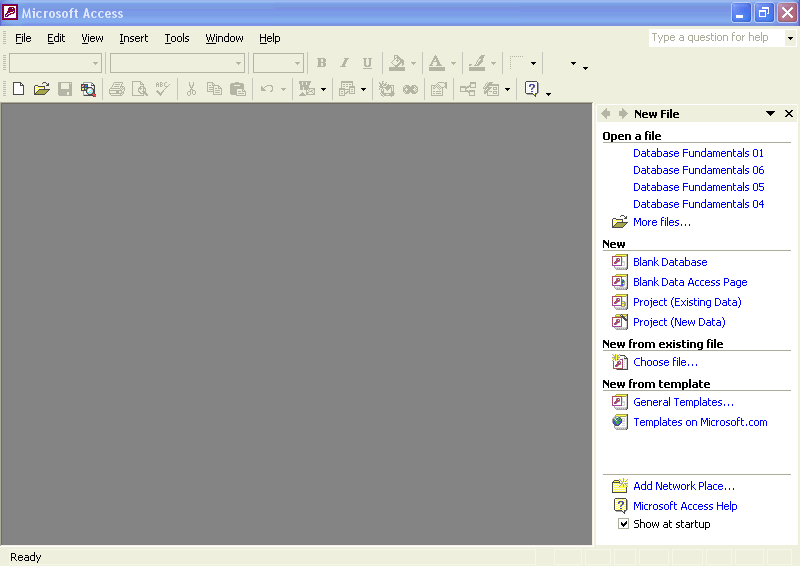 Microsoft Access
File Edit View Insert Tools Window Help Type a question for help
B I U A
ABC
New File
Open a file
Database Fundamentals 01
Database Fundamentals 06
Database Fundamentals 05
Database Fundamentals 04
More files...
New
Blank Database
Blank Data Access Page
Project (Existing Data)
Project (New Data)
New from existing file
Choose file...
New from template
General Templates...
Templates on Microsoft.com
Add Network Place...
Microsoft Access Help
Show at startup
Ready